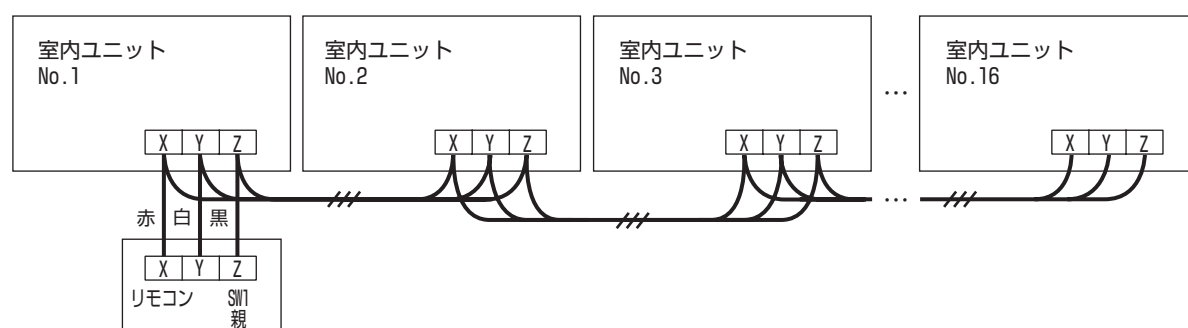 室内ユニット
No.1
X Y Z
室内ユニット
No.2
X Y Z
室内ユニット
No.3
X Y Z
…
室内ユニット
No.16
X Y Z
…
赤 白 黒
X Y Z
リモコン
SW1
親